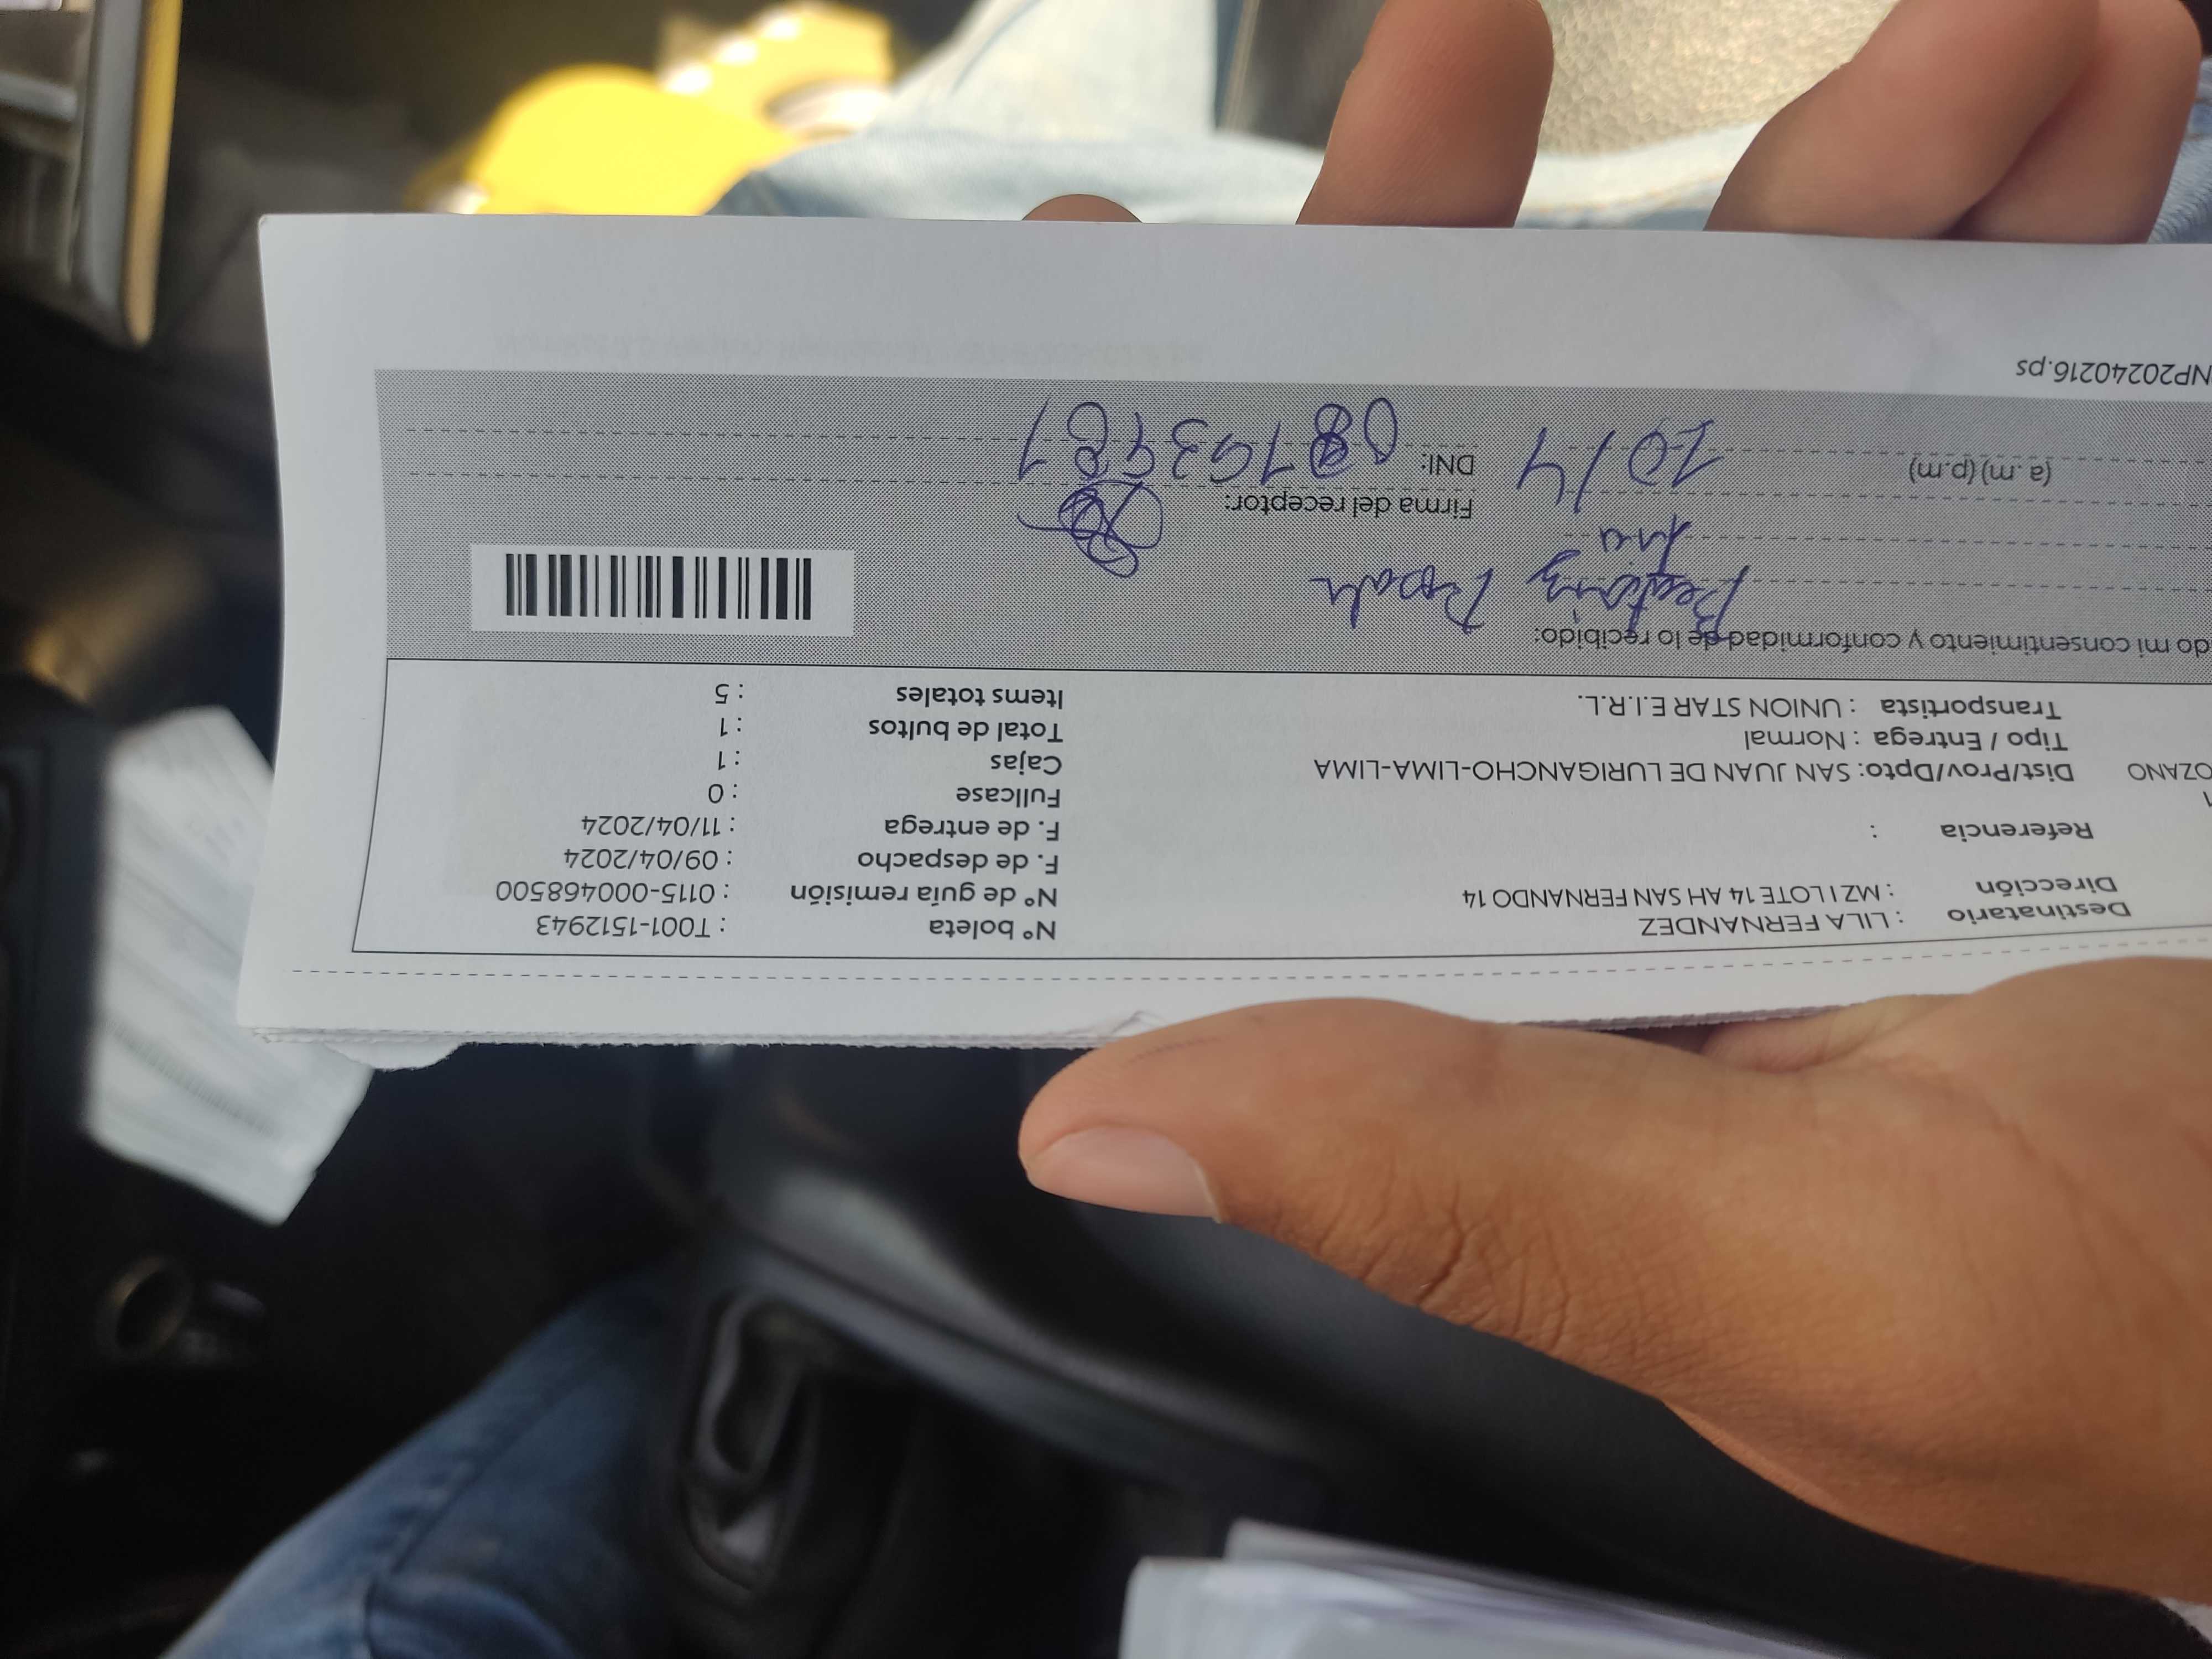 Destinatario : LILA FERNANDEZ
Dirección : MZ I LOTE 14 AH SAN FERNANDO 14
Referencia :
OZANO Dist/Prov/Dpto: SAN JUAN DE LURIGANCHO-LIMA-LIMA
Tipo / Entrega : Normal
Transportista : UNION STAR E.I.R.L.
N° boleta : T001-1512943
N° de guía remisión : 0115-000468500
F. de despacho : 09/04/2024
F. de entrega : 11/04/2024
Fullcase : 0
Cajas : 1
Total de bultos : 1
Items totales : 5
do mi consentimiento y conformidad de lo recibido:
Firma del receptor:
(a.m) (p.m) 10/4 DNI:
NP20240216.ps